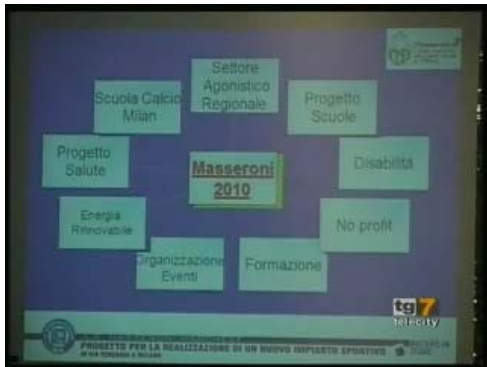 Settore
Agonistico
Regionale
Scuola Calcio
Milan
Progetto
Scuole
Progetto
Salute
Masseroni
2010
Disabilità
Energia
Rinnovabile
No profit
Organizzazione
Eventi
Formazione
tg7
telecity
PROGETTO PER LA REALIZZAZIONE DI UN NUOVO IMPIANTO SPORTIVO